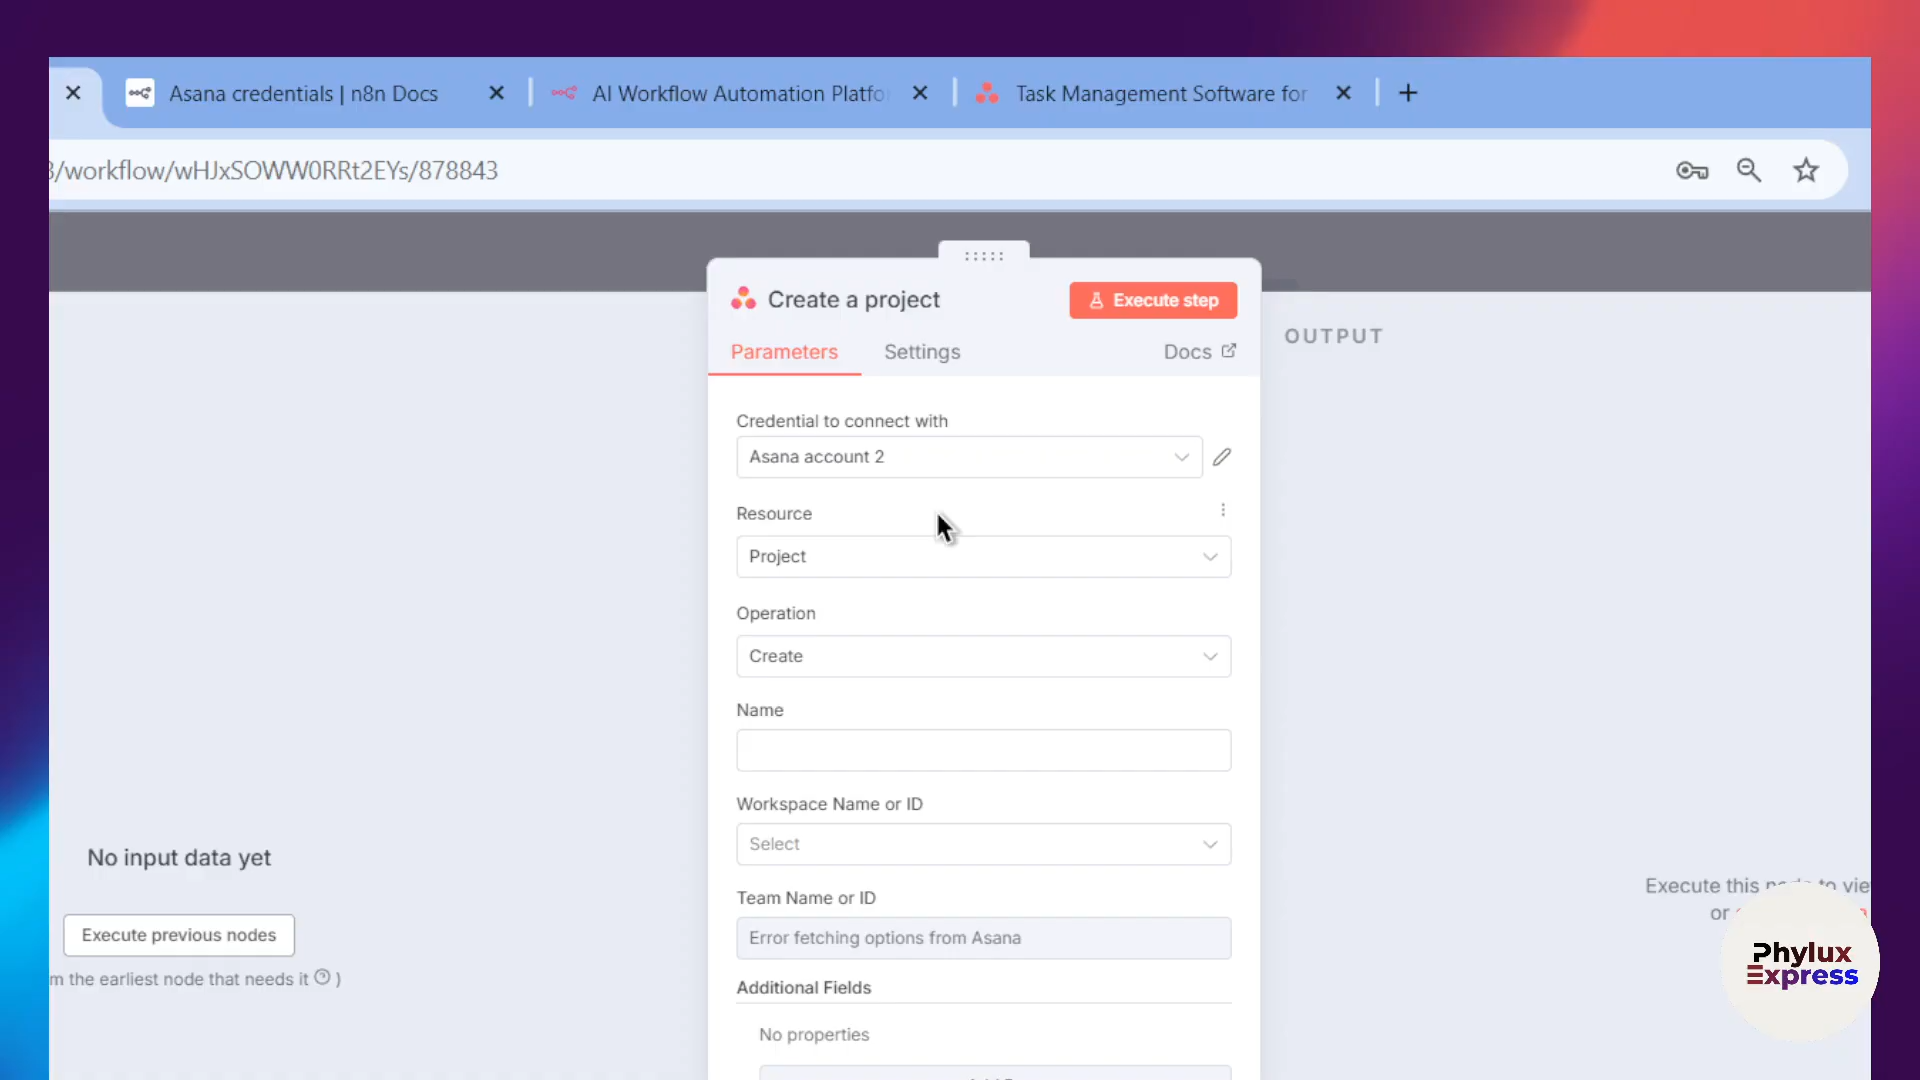 Asana credentials | n8n Docs
AI Workflow Automation Platfo
Task Management Software for
/workflow/wHJxSOWW0RRt2EYs/878843
Create a project
Execute step
Parameters
Settings
Docs
OUTPUT
Credential to connect with
Asana account 2
Resource
Project
Operation
Create
Name
Workspace Name or ID
Select
Team Name or ID
Error fetching options from Asana
Additional Fields
No properties
No input data yet
Execute previous nodes
m the earliest node that needs it ? )
Execute this node to vie
or
Phylux
Express